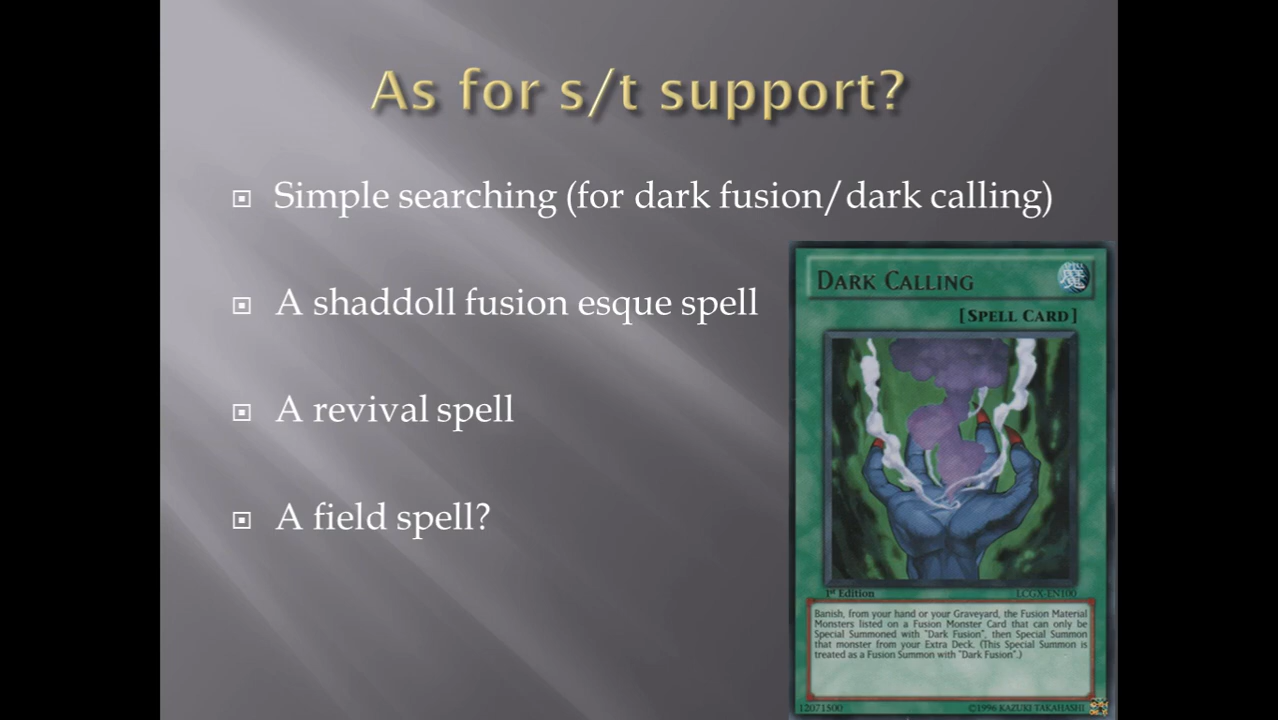 As for s/t support?
Simple searching (for dark fusion/dark calling)
A shaddoll fusion esque spell
A revival spell
A field spell?
DARK CALLING
[SPELL CARD]
1st Edition
LCGX-EN100
Banish, from your hand or your Graveyard, the Fusion Material
Monsters listed on a Fusion Monster Card that can only be
Special Summoned with "Dark Fusion", then Special Summon
that monster from your Extra Deck. (This Special Summon is
treated as a Fusion Summon with "Dark Fusion".)
12071500
©1996 KAZUKI TAKAHASHI